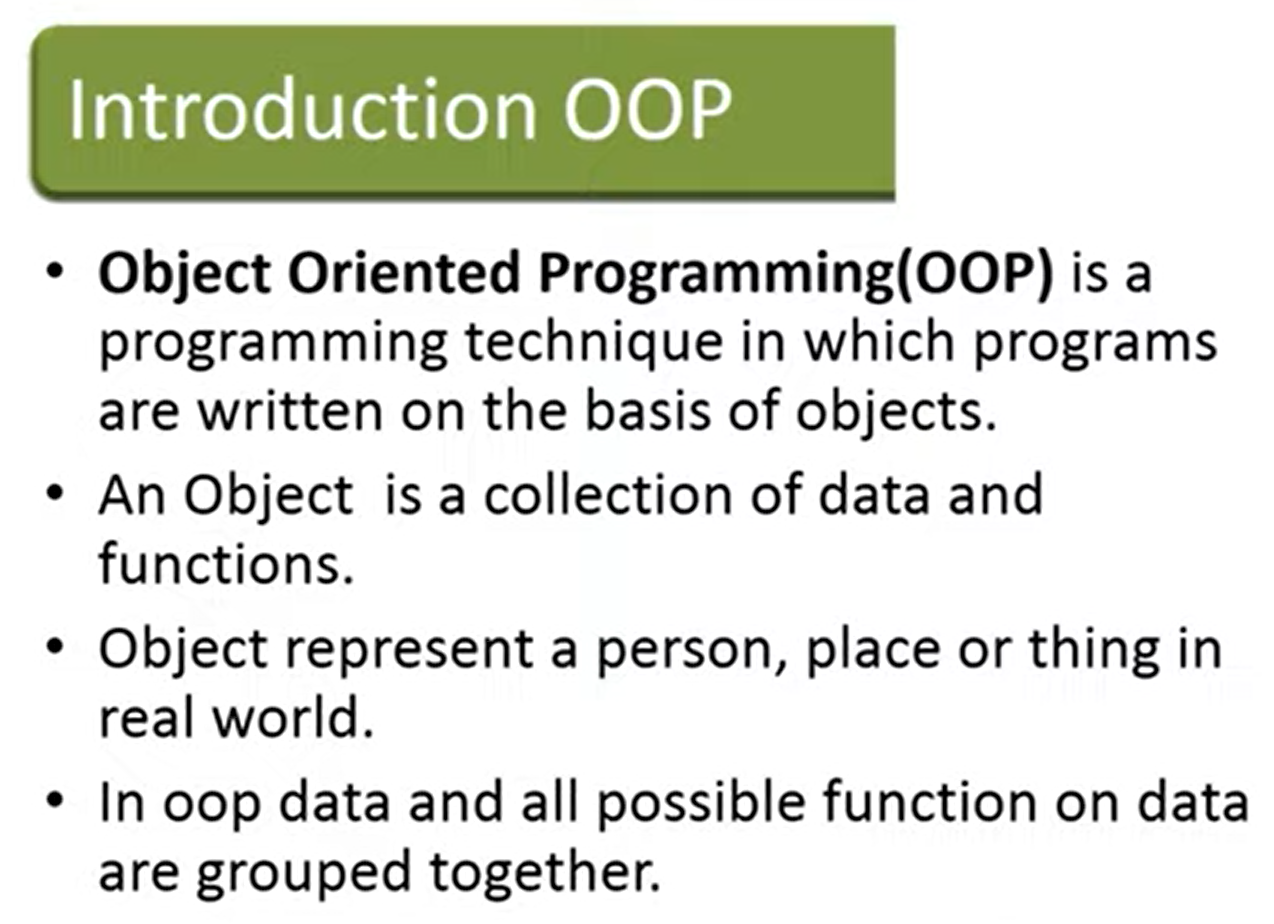 Introduction OOP
• Object Oriented Programming(OOP) is a
programming technique in which programs
are written on the basis of objects.
• An Object  is a collection of data and
functions.
• Object represent a person, place or thing in
real world.
• In oop data and all possible function on data
are grouped together.